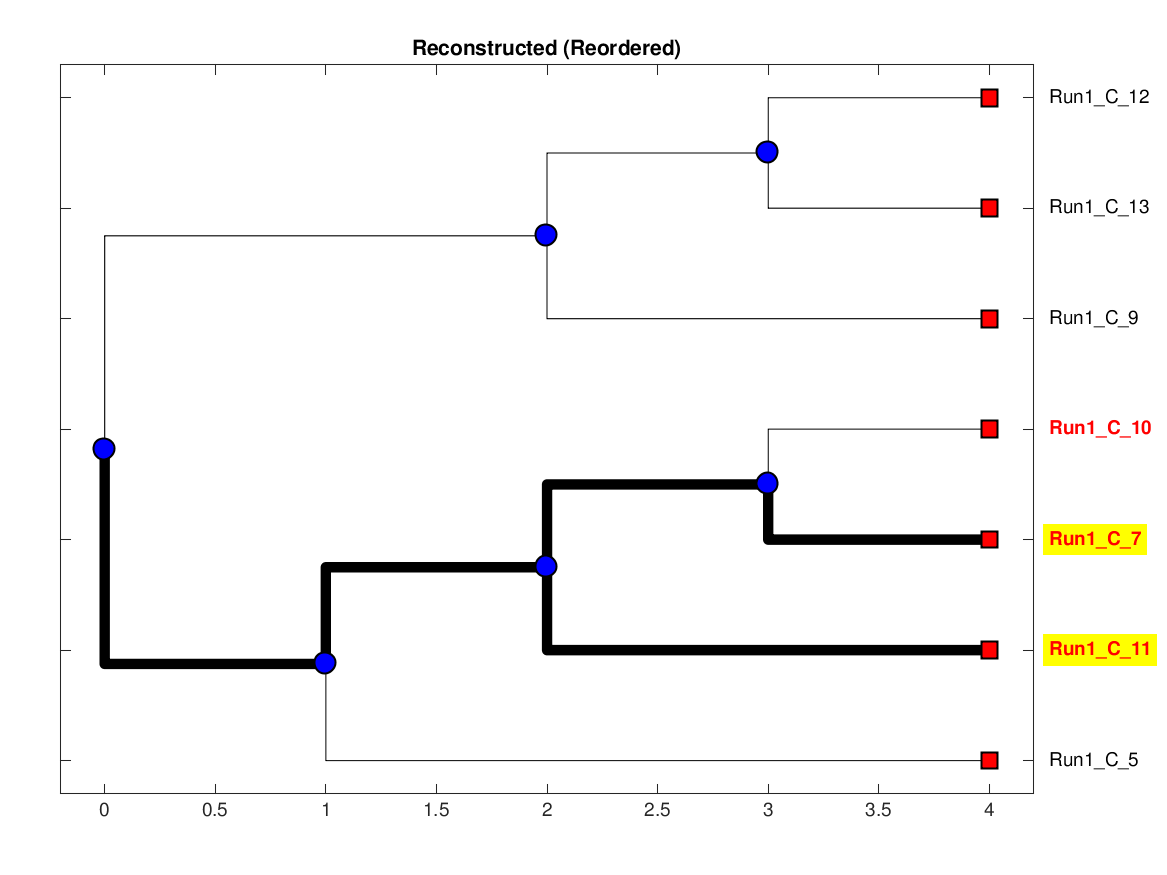 Reconstructed (Reordered)
Run1_C_12
Run1_C_13
Run1_C_9
Run1_C_10
Run1_C_7
Run1_C_11
Run1_C_5
0 0.5 1 1.5 2 2.5 3 3.5 4